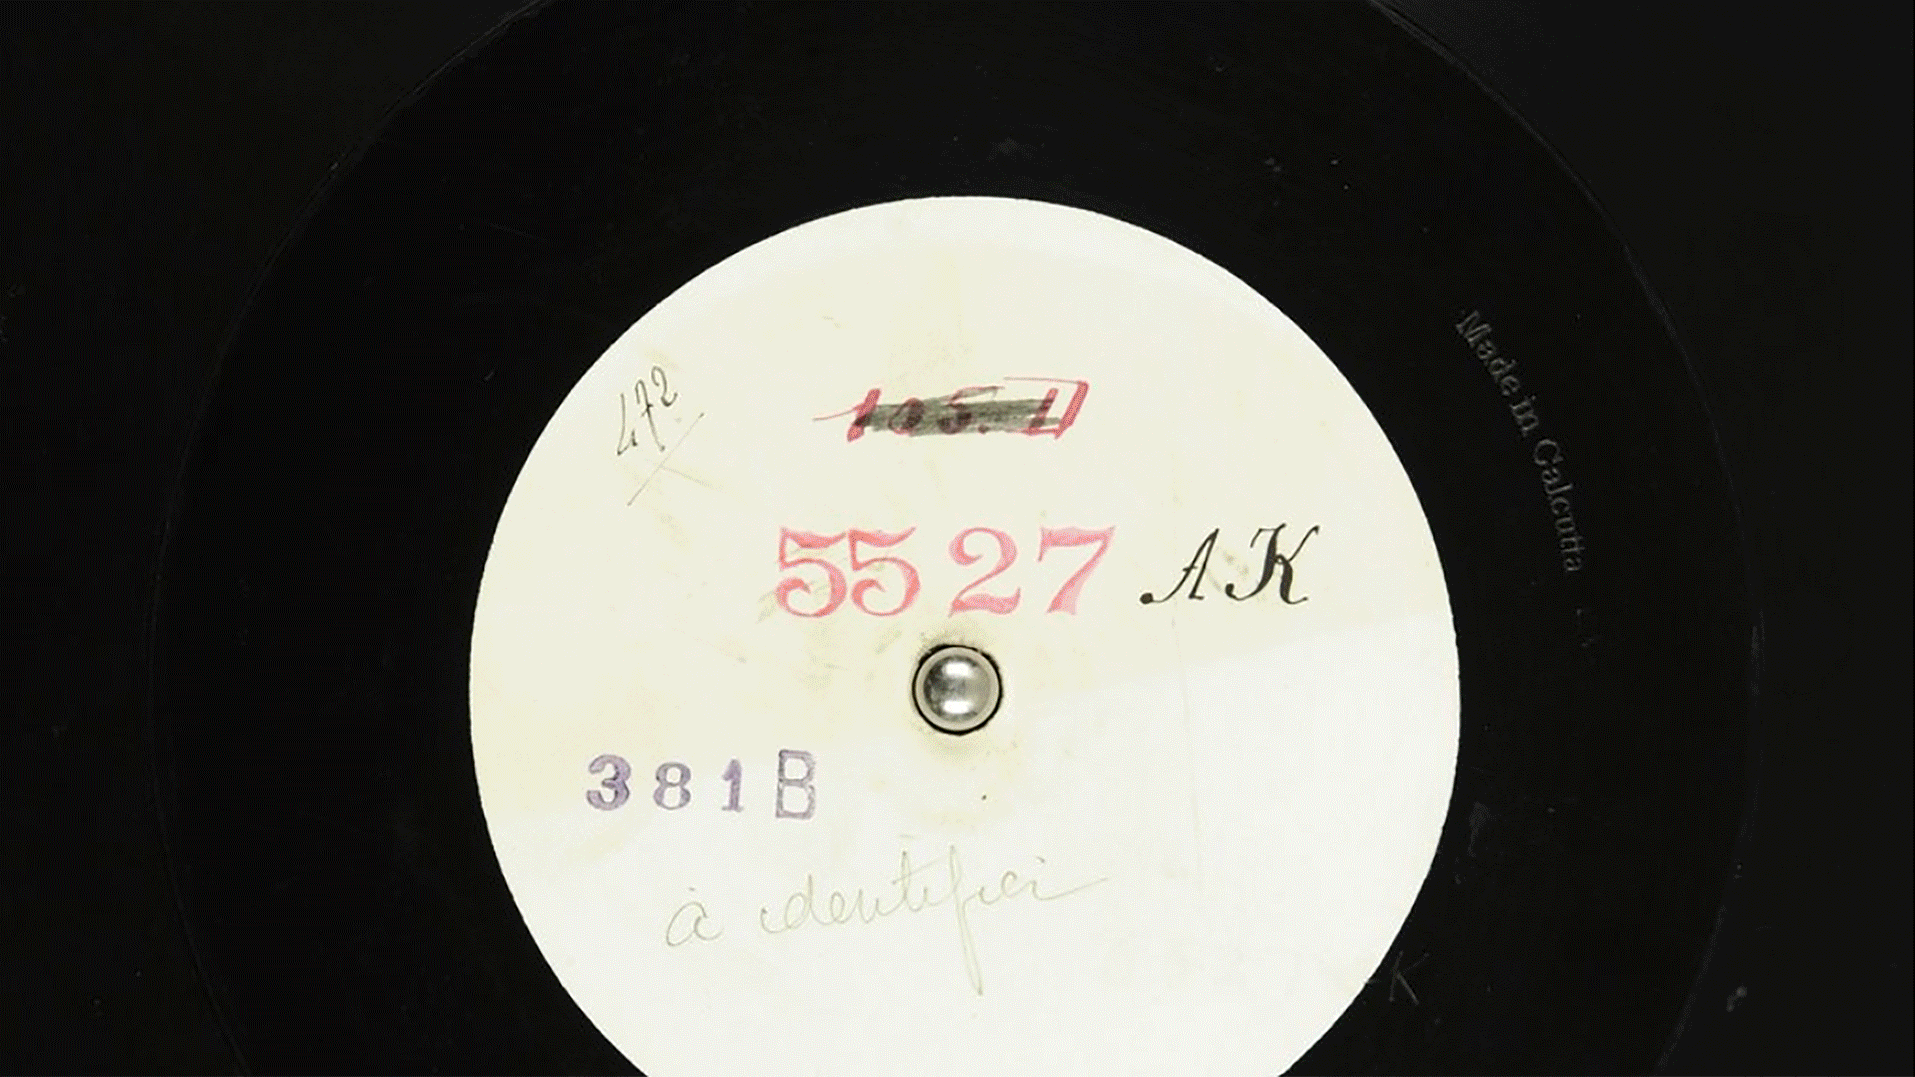 472
5527 AK
381B
à identifier
Made in Calcutta
K